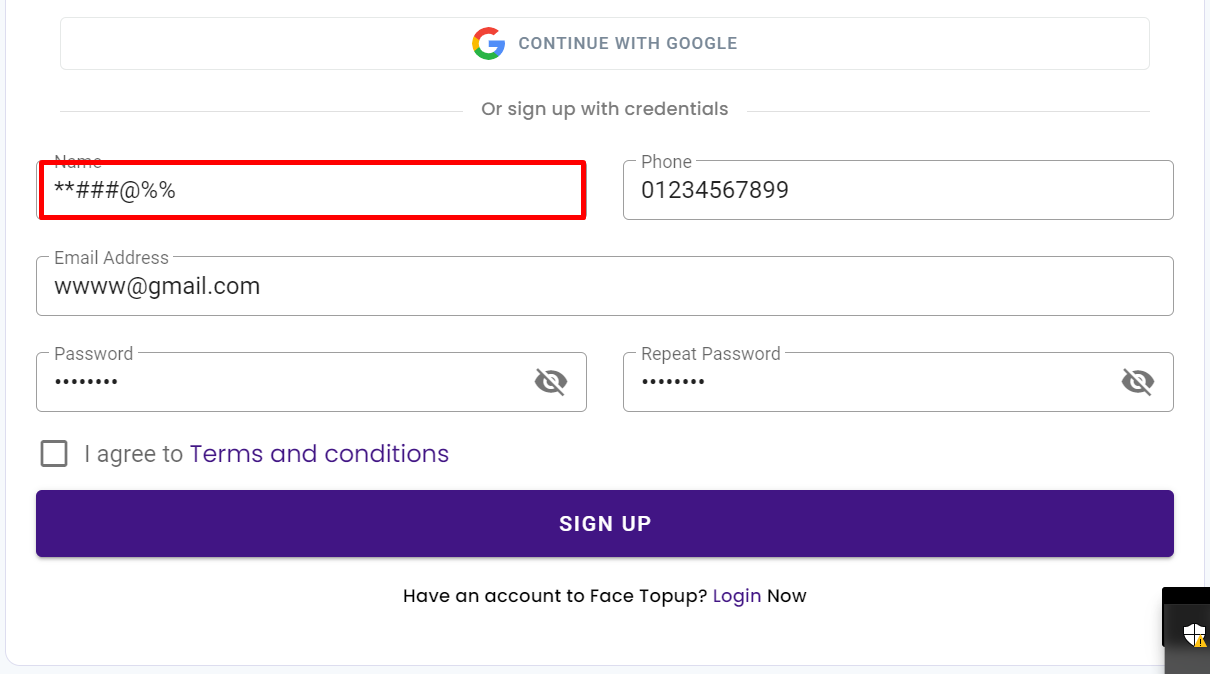 CONTINUE WITH GOOGLE
Or sign up with credentials
Name
**###@%%
Phone
01234567899
Email Address
wwww@gmail.com
Password
••••••••
Repeat Password
••••••••
I agree to Terms and conditions
SIGN UP
Have an account to Face Topup? Login Now